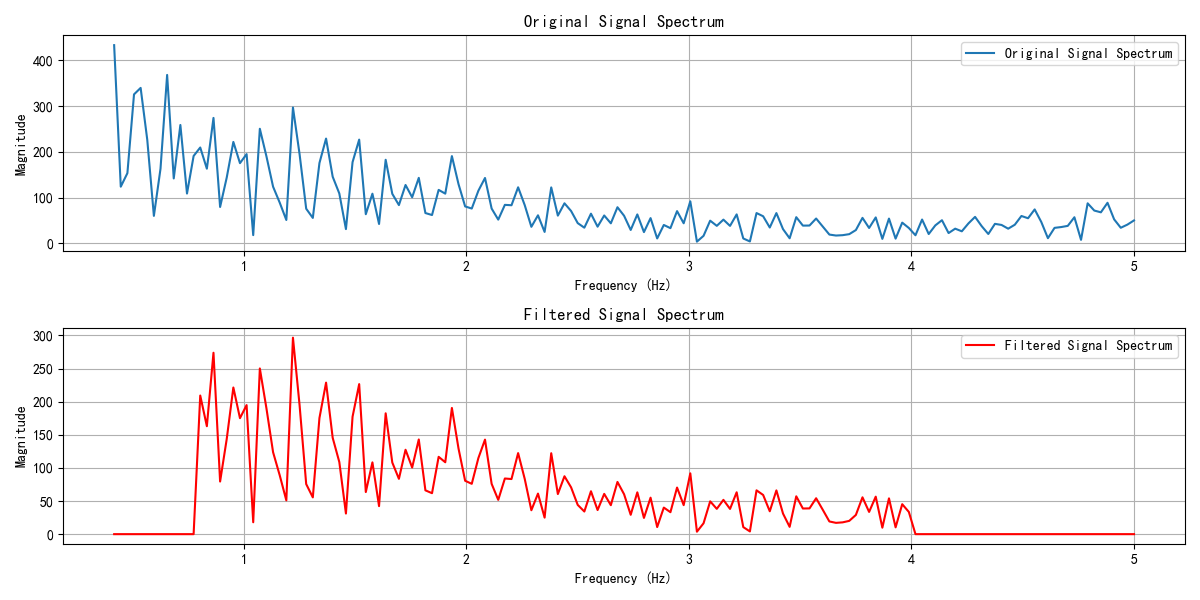 Original Signal Spectrum
Original Signal Spectrum
400
300
200
100
0
Magnitude
1 2 3 4 5
Frequency (Hz)
Filtered Signal Spectrum
Filtered Signal Spectrum
300
250
200
150
100
50
0
Magnitude
1 2 3 4 5
Frequency (Hz)